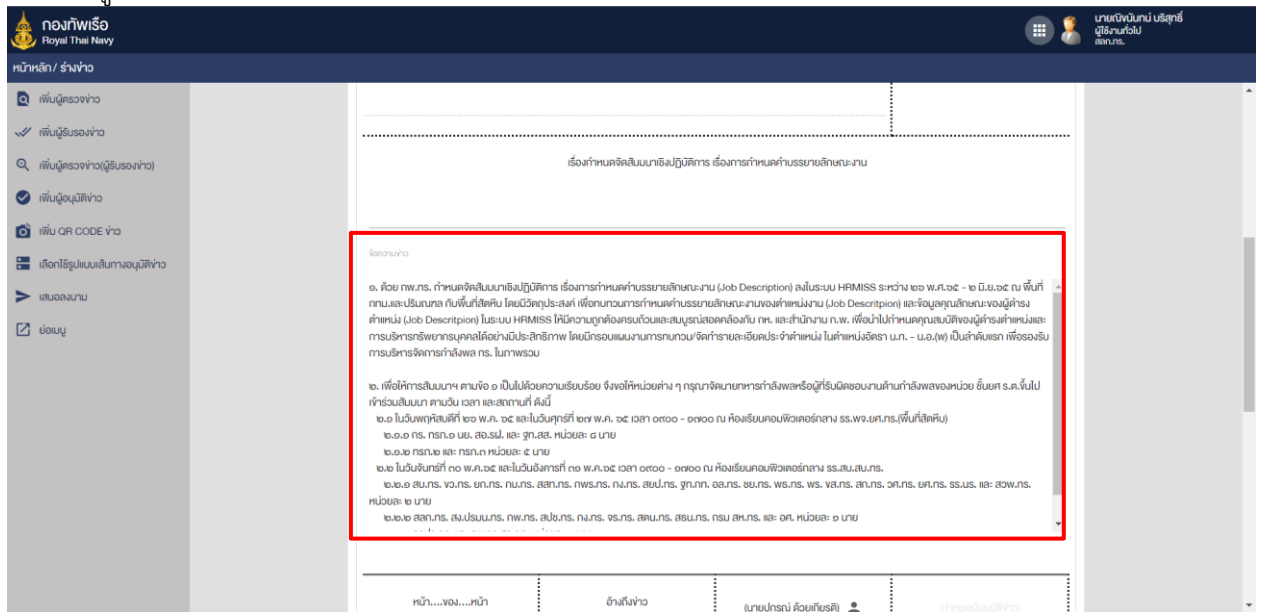 กองทัพเรือ
Royal Thai Navy
นายณิพนันทน์ บริสุทธิ์
ผู้ใช้งานทั่วไป
สลก.ทร.
หน้าหลัก / ร่างข่าว
เพิ่มผู้ตรวจข่าว
เพิ่มผู้รับรองข่าว
เพิ่มผู้ตรวจข่าว(ผู้รับรองข่าว)
เพิ่มผู้อนุมัติข่าว
เพิ่ม QR CODE ข่าว
เลือกใช้รูปแบบเส้นทางอนุมัติข่าว
เสนอลงนาม
ย่อเมนู
เรื่องกำหนดจัดสัมมนาเชิงปฏิบัติการ เรื่องการกำหนดคำบรรยายลักษณะงาน
ข้อความข่าว
๑. ด้วย กพ.ทร. กำหนดจัดสัมมนาเชิงปฏิบัติการ เรื่องการกำหนดคำบรรยายลักษณะงาน (Job Description) ลงในระบบ HRMISS ระหว่าง ๒๖ พ.ค.๖๕ - ๒ มิ.ย.๖๕ ณ พื้นที่
กทม.และปริมณฑล กับพื้นที่สัตหีบ โดยมีวัตถุประสงค์ เพื่อทบทวนการกำหนดคำบรรยายลักษณะงานของตำแหน่งงาน (Job Descritpion) และข้อมูลคุณลักษณะของผู้ดำรง
ตำแหน่ง (Job Descritpion) ในระบบ HRMISS ให้มีความถูกต้องครบถ้วนและสมบูรณ์สอดคล้องกับ กห. และสำนักงาน ก.พ. เพื่อนำไปกำหนดคุณสมบัติของผู้ดำรงตำแหน่งและ
การบริหารทรัพยากรบุคคลได้อย่างมีประสิทธิภาพ โดยมีกรอบแผนงานการทบทวน/จัดทำรายละเอียดประจำตำแหน่ง ในตำแหน่งอัตรา น.ท. - น.อ.(พ) เป็นลำดับแรก เพื่อรองรับ
การบริหารจัดการกำลังพล ทร. ในภาพรวม
๒. เพื่อให้การสัมมนาฯ ตามข้อ ๑ เป็นไปด้วยความเรียบร้อย จึงขอให้หน่วยต่าง ๆ กรุณาจัดนายทหารกำลังพลหรือผู้ที่รับผิดชอบงานด้านกำลังพลของหน่วย ชั้นยศ ร.ต.ขึ้นไป
เข้าร่วมสัมมนา ตามวัน เวลา และสถานที่ ดังนี้
๒.๑ ในวันพฤหัสบดีที่ ๒๖ พ.ค. ๖๕ และในวันศุกร์ที่ ๒๗ พ.ค. ๖๕ เวลา ๐๙๐๐ - ๑๗๐๐ ณ ห้องเรียนคอมพิวเตอร์กลาง รร.พจ.ยศ.ทร.(พื้นที่สัตหีบ)
๒.๑.๑ กร. ทรภ.๑ นย. สอ.รฝ. และ ฐท.สส. หน่วยละ ๘ นาย
๒.๑.๒ ทรภ.๒ และ ทรภ.๓ หน่วยละ ๕ นาย
๒.๒ ในวันจันทร์ที่ ๓๐ พ.ค.๖๕ และในวันอังคารที่ ๓๑ พ.ค.๖๕ เวลา ๐๙๐๐ - ๑๗๐๐ ณ ห้องเรียนคอมพิวเตอร์กลาง รร.สบ.สบ.ทร.
๒.๒.๑ สบ.ทร. ขว.ทร. ยก.ทร. กบ.ทร. สสท.ทร. กพร.ทร. กง.ทร. สยป.ทร. ฐท.กท. อล.ทร. ชย.ทร. พธ.ทร. พร. ขส.ทร. สก.ทร. วศ.ทร. ยศ.ทร. รร.นร. และ สวพ.ทร.
หน่วยละ ๒ นาย
๒.๒.๒ สลก.ทร. สง.ปรมน.ทร. กพ.ทร. สปช.ทร. กง.ทร. จร.ทร. สตน.ทร. สธน.ทร. กรม สห.ทร. และ อศ. หน่วยละ ๑ นาย
หน้า....ของ....หน้า
อ้างถึงข่าว
(นายปกรณ์ ด้วยเกียรติ)
(กำหนดผู้อนุมัติข่าว)